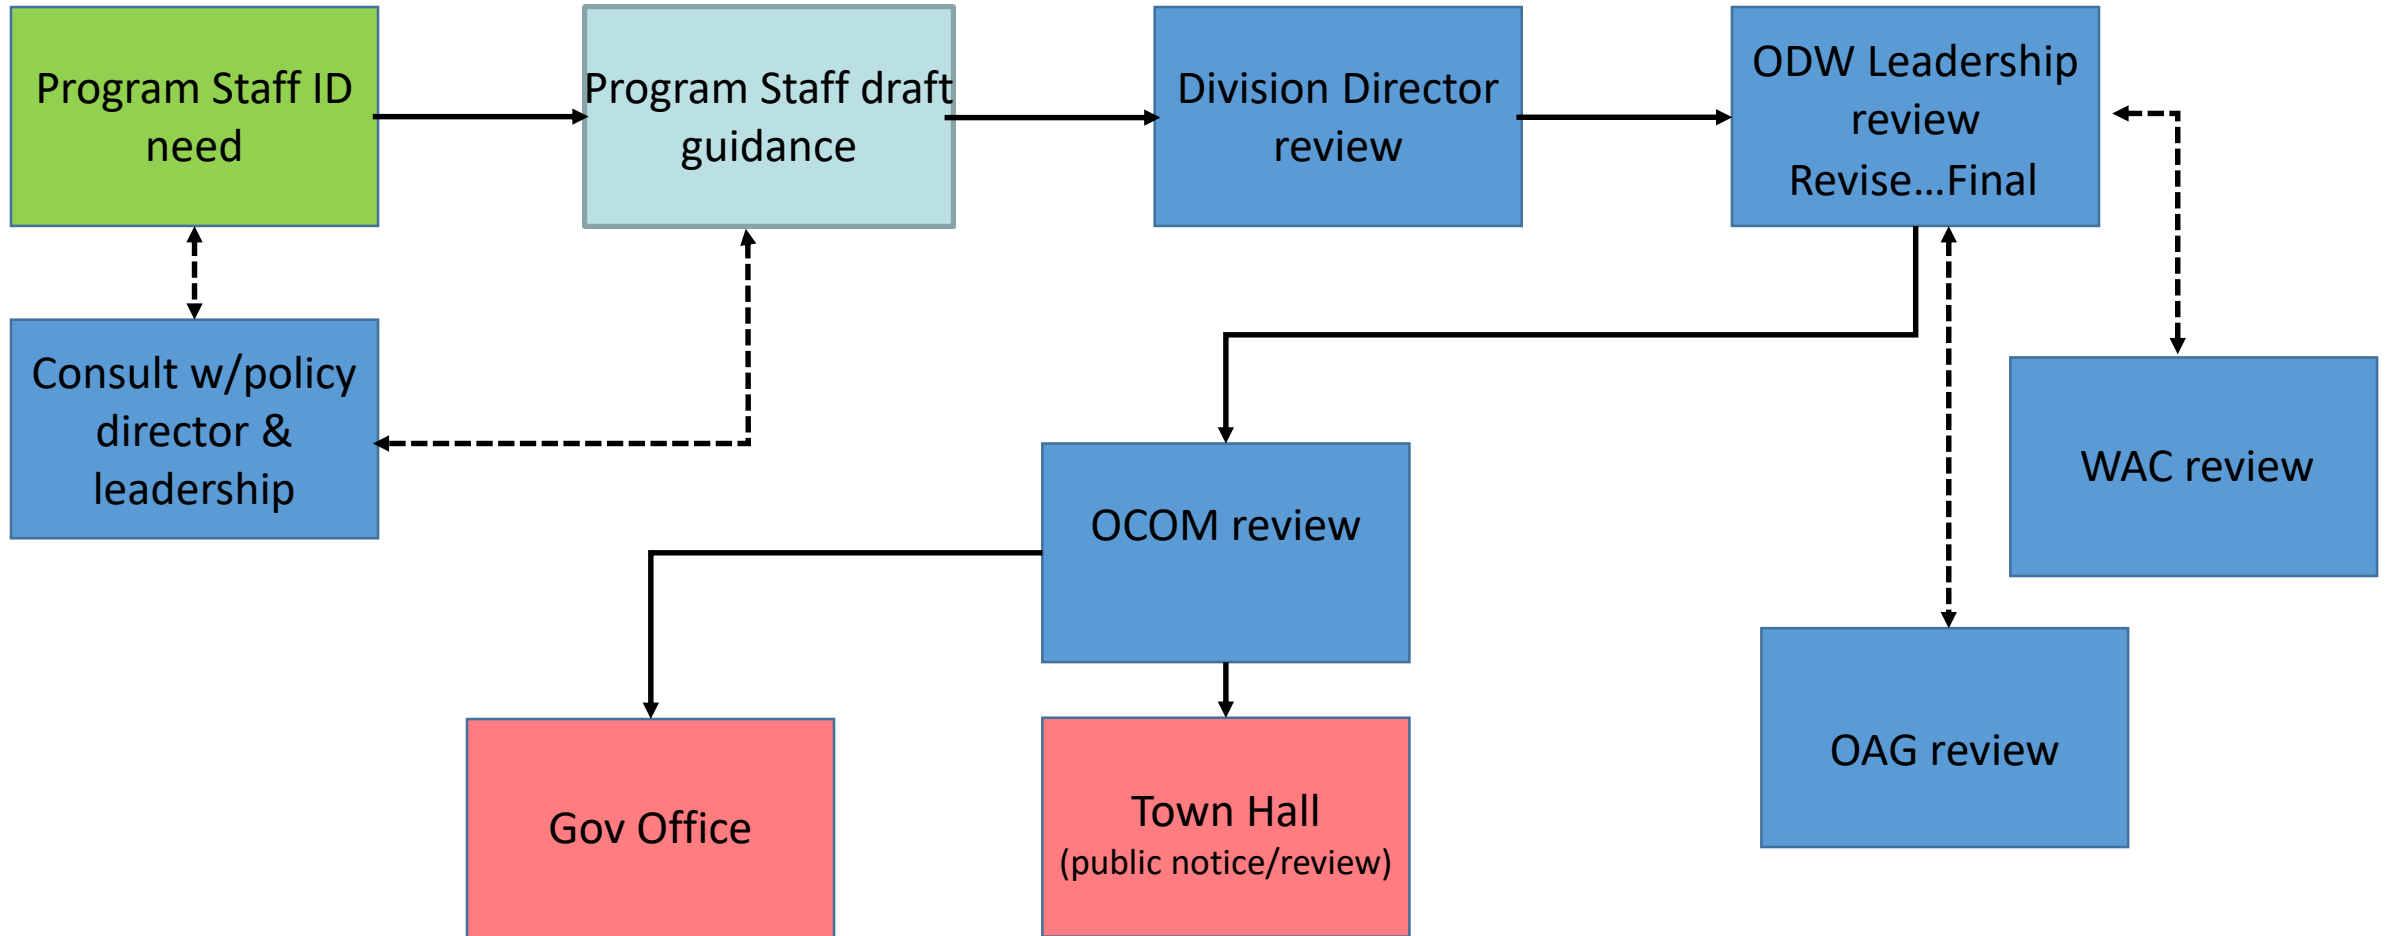 Program Staff ID
need
Program Staff draft
guidance
Division Director
review
ODW Leadership
review
Revise...Final
Consult w/policy
director &
leadership
OCOM review
WAC review
Gov Office
Town Hall
(public notice/review)
OAG review